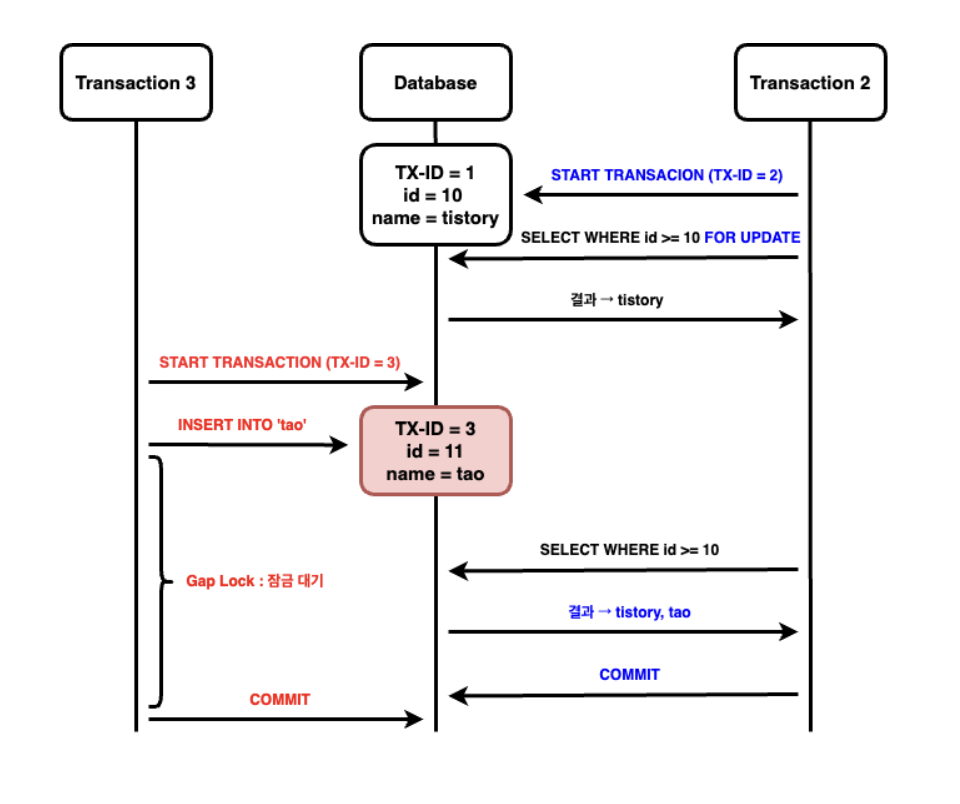 Transaction 3
Database
Transaction 2
TX-ID = 1
id = 10
name = tistory
START TRANSACION (TX-ID = 2)
SELECT WHERE id >= 10 FOR UPDATE
결과 → tistory
START TRANSACTION (TX-ID = 3)
INSERT INTO 'tao'
TX-ID = 3
id = 11
name = tao
SELECT WHERE id >= 10
Gap Lock : 잠금 대기
결과 → tistory, tao
COMMIT
COMMIT